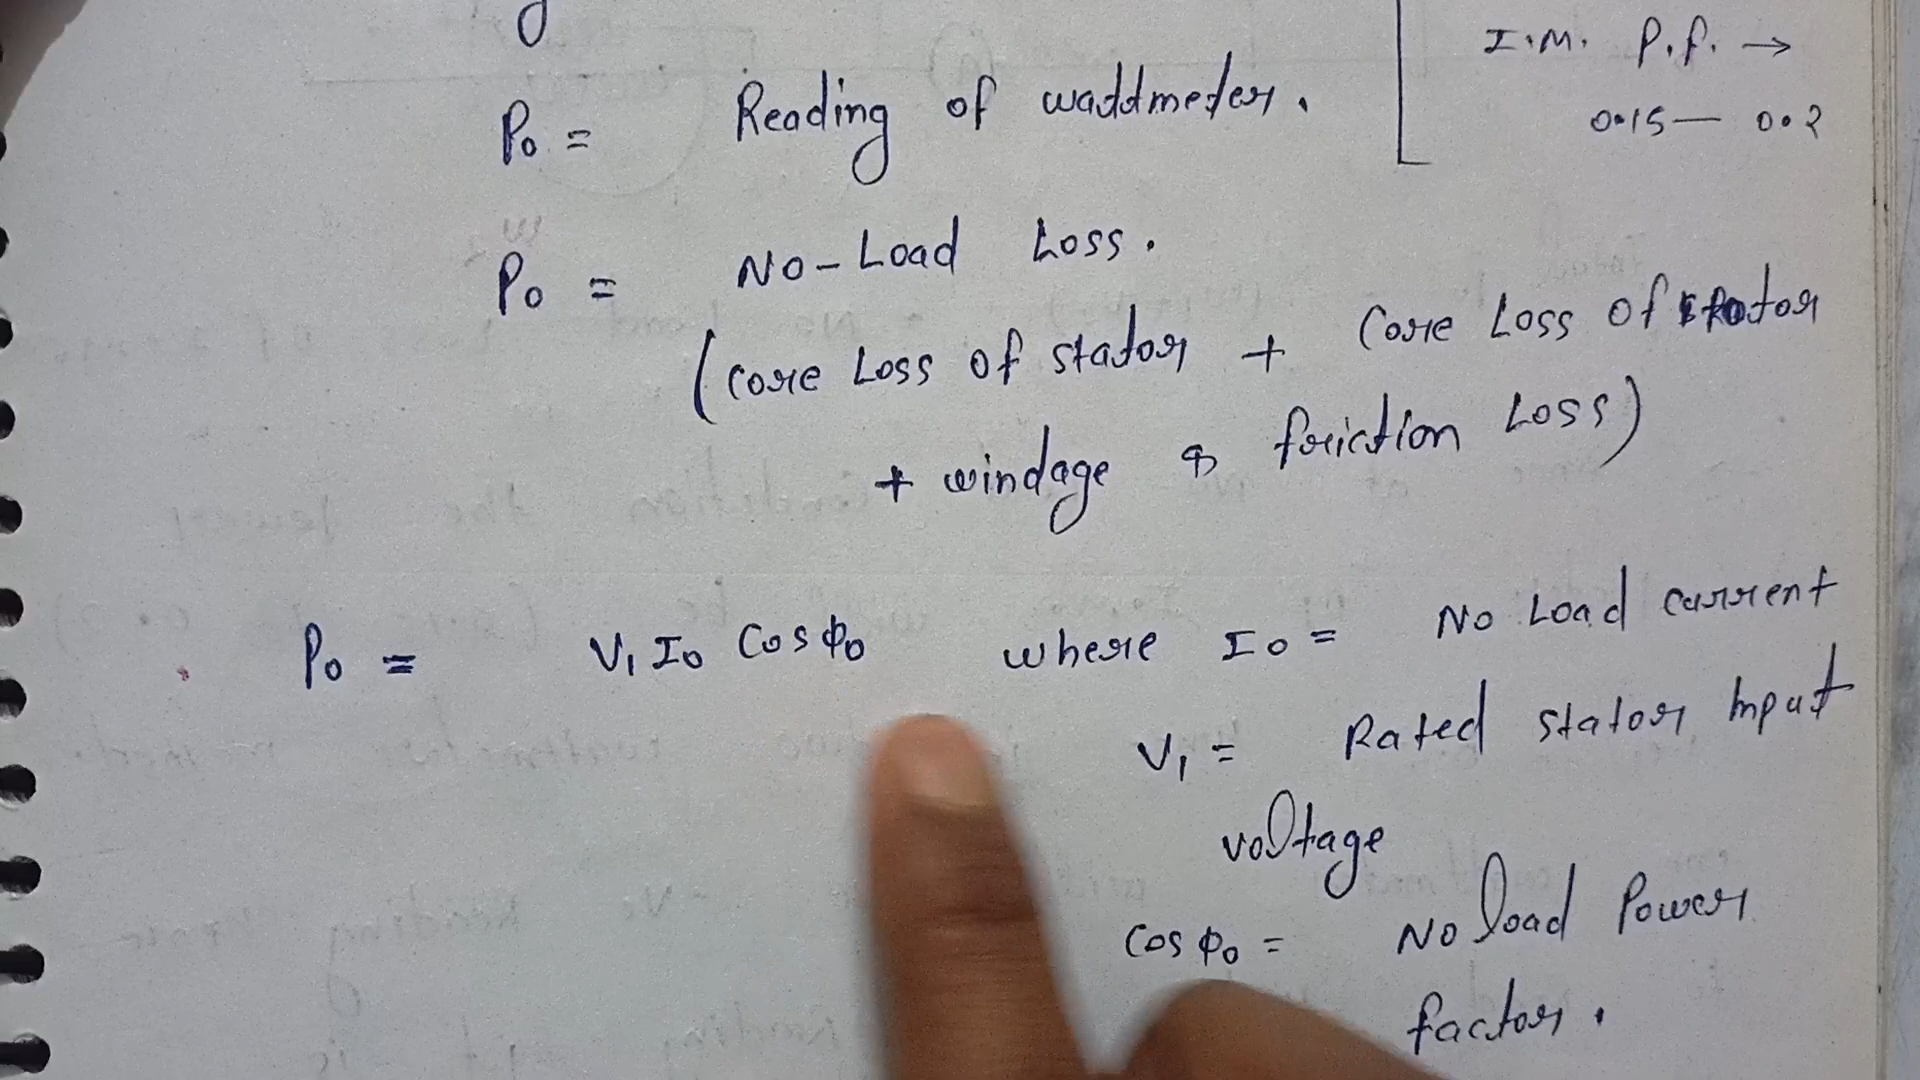 I.M. P.f. →
0.15 — 0.2
P0 = Reading of wattmeter.
P0 = No-Load Loss.
(core Loss of stator + Core Loss of rotor
+ windage & friction Loss)
P0 = V1 I0 Cos ϕ0 where I0 = No Load current
V1 = Rated stator Input
voltage
Cos ϕ0 = No load Power
factor.